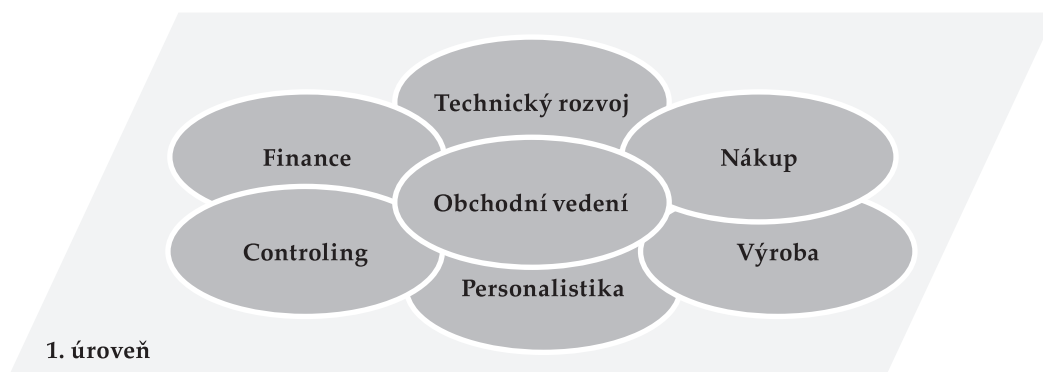 Technický rozvoj
Finance
Nákup
Obchodní vedení
Controling
Výroba
Personalistika
1. úroveň